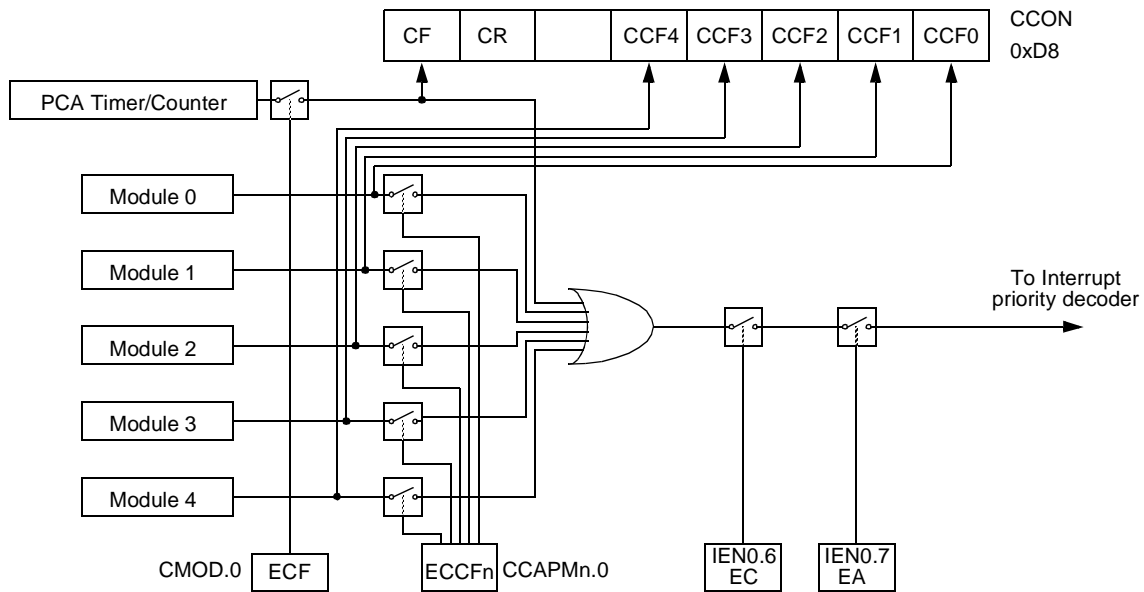 CF CR CCF4 CCF3 CCF2 CCF1 CCF0
CCON
0xD8
PCA Timer/Counter
Module 0
Module 1
Module 2
Module 3
Module 4
To Interrupt
priority decoder
CMOD.0 ECF
ECCFn CCAPMn.0
IEN0.6
EC
IEN0.7
EA